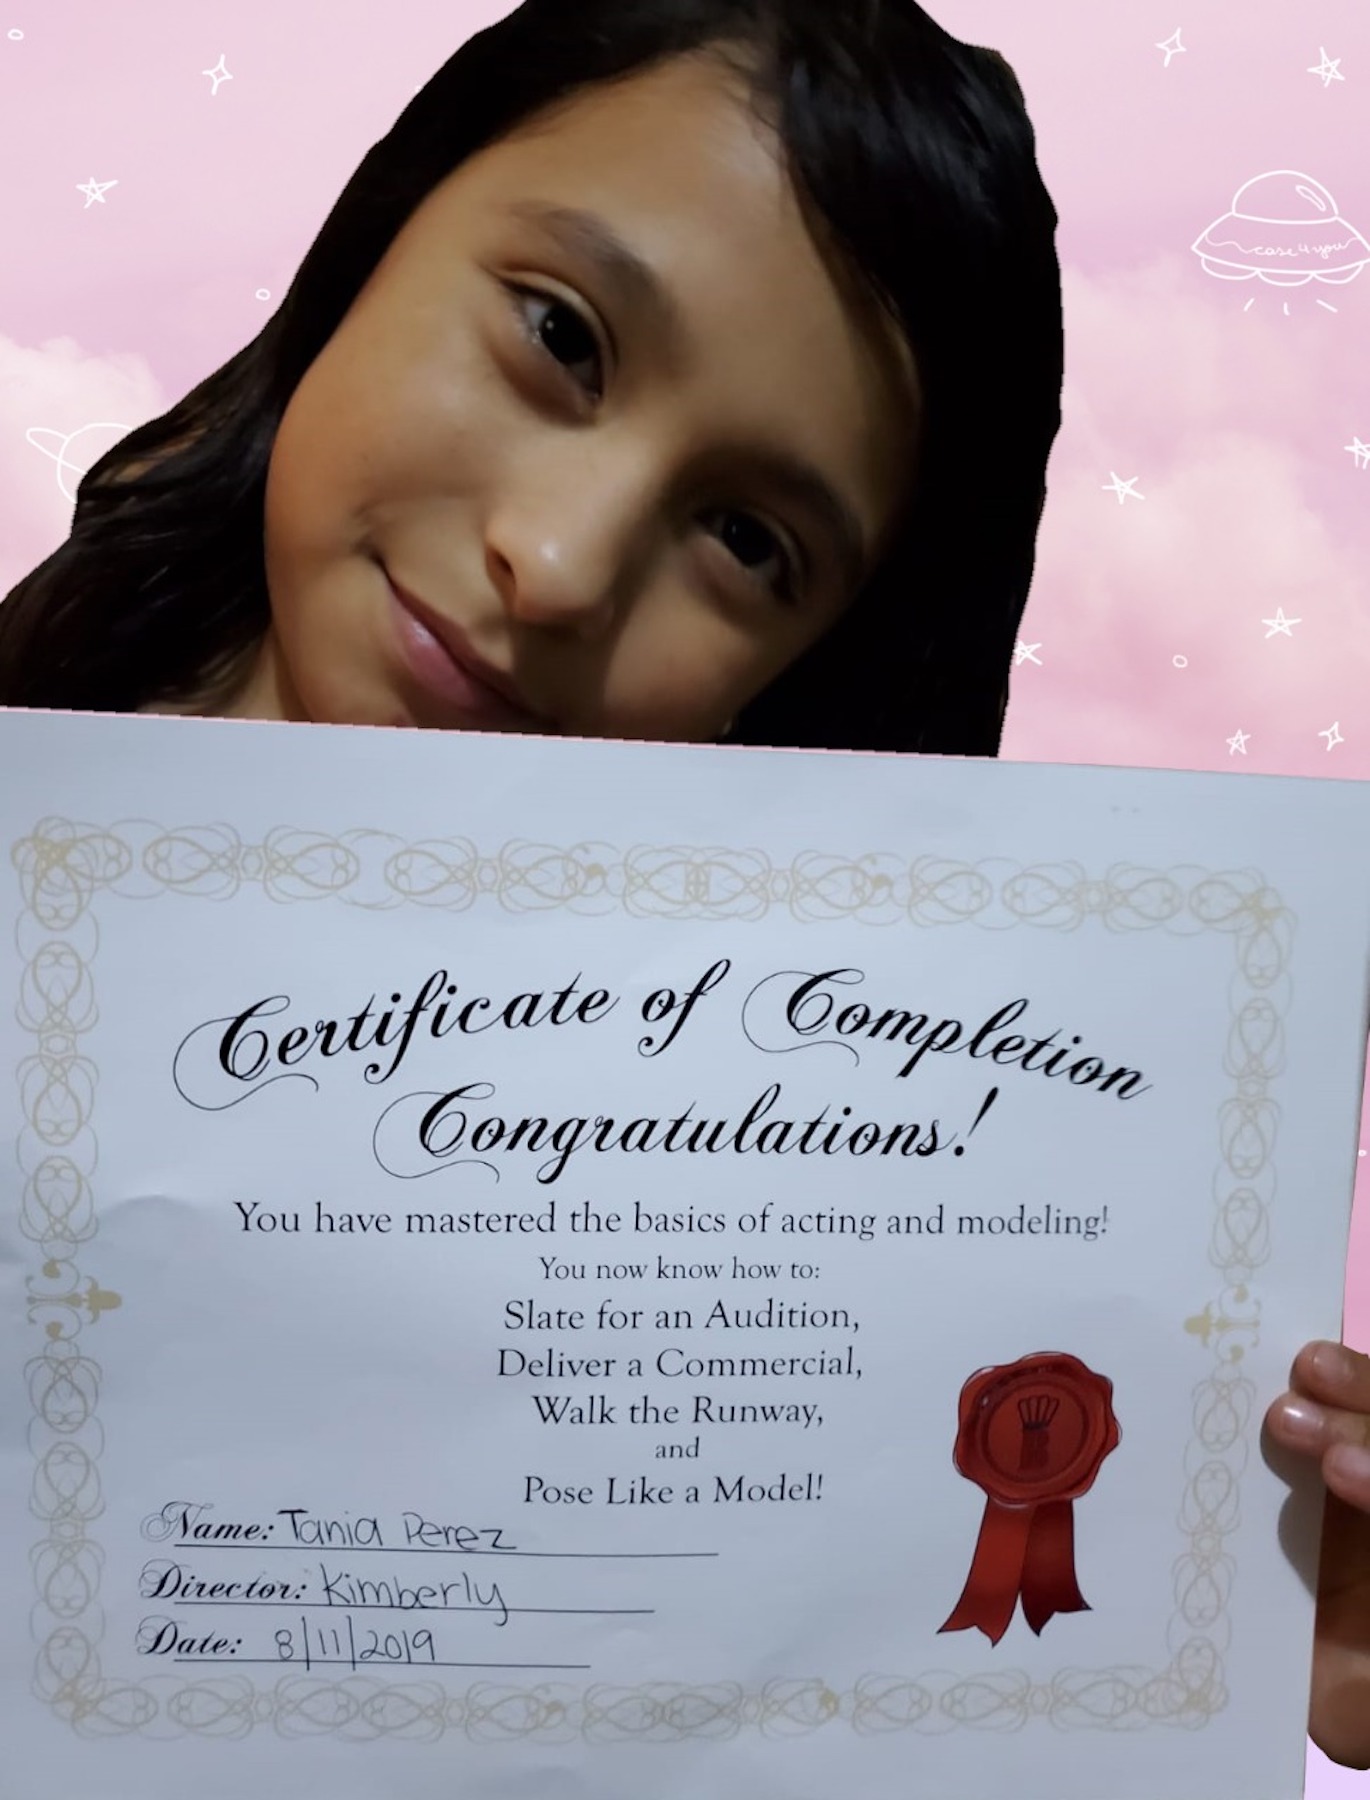 case4you
Certificate of Completion
Congratulations!
You have mastered the basics of acting and modeling!
You now know how to:
Slate for an Audition,
Deliver a Commercial,
Walk the Runway,
and
Pose Like a Model!
Name: Tania Perez
Director: Kimberly
Date: 8/11/2019